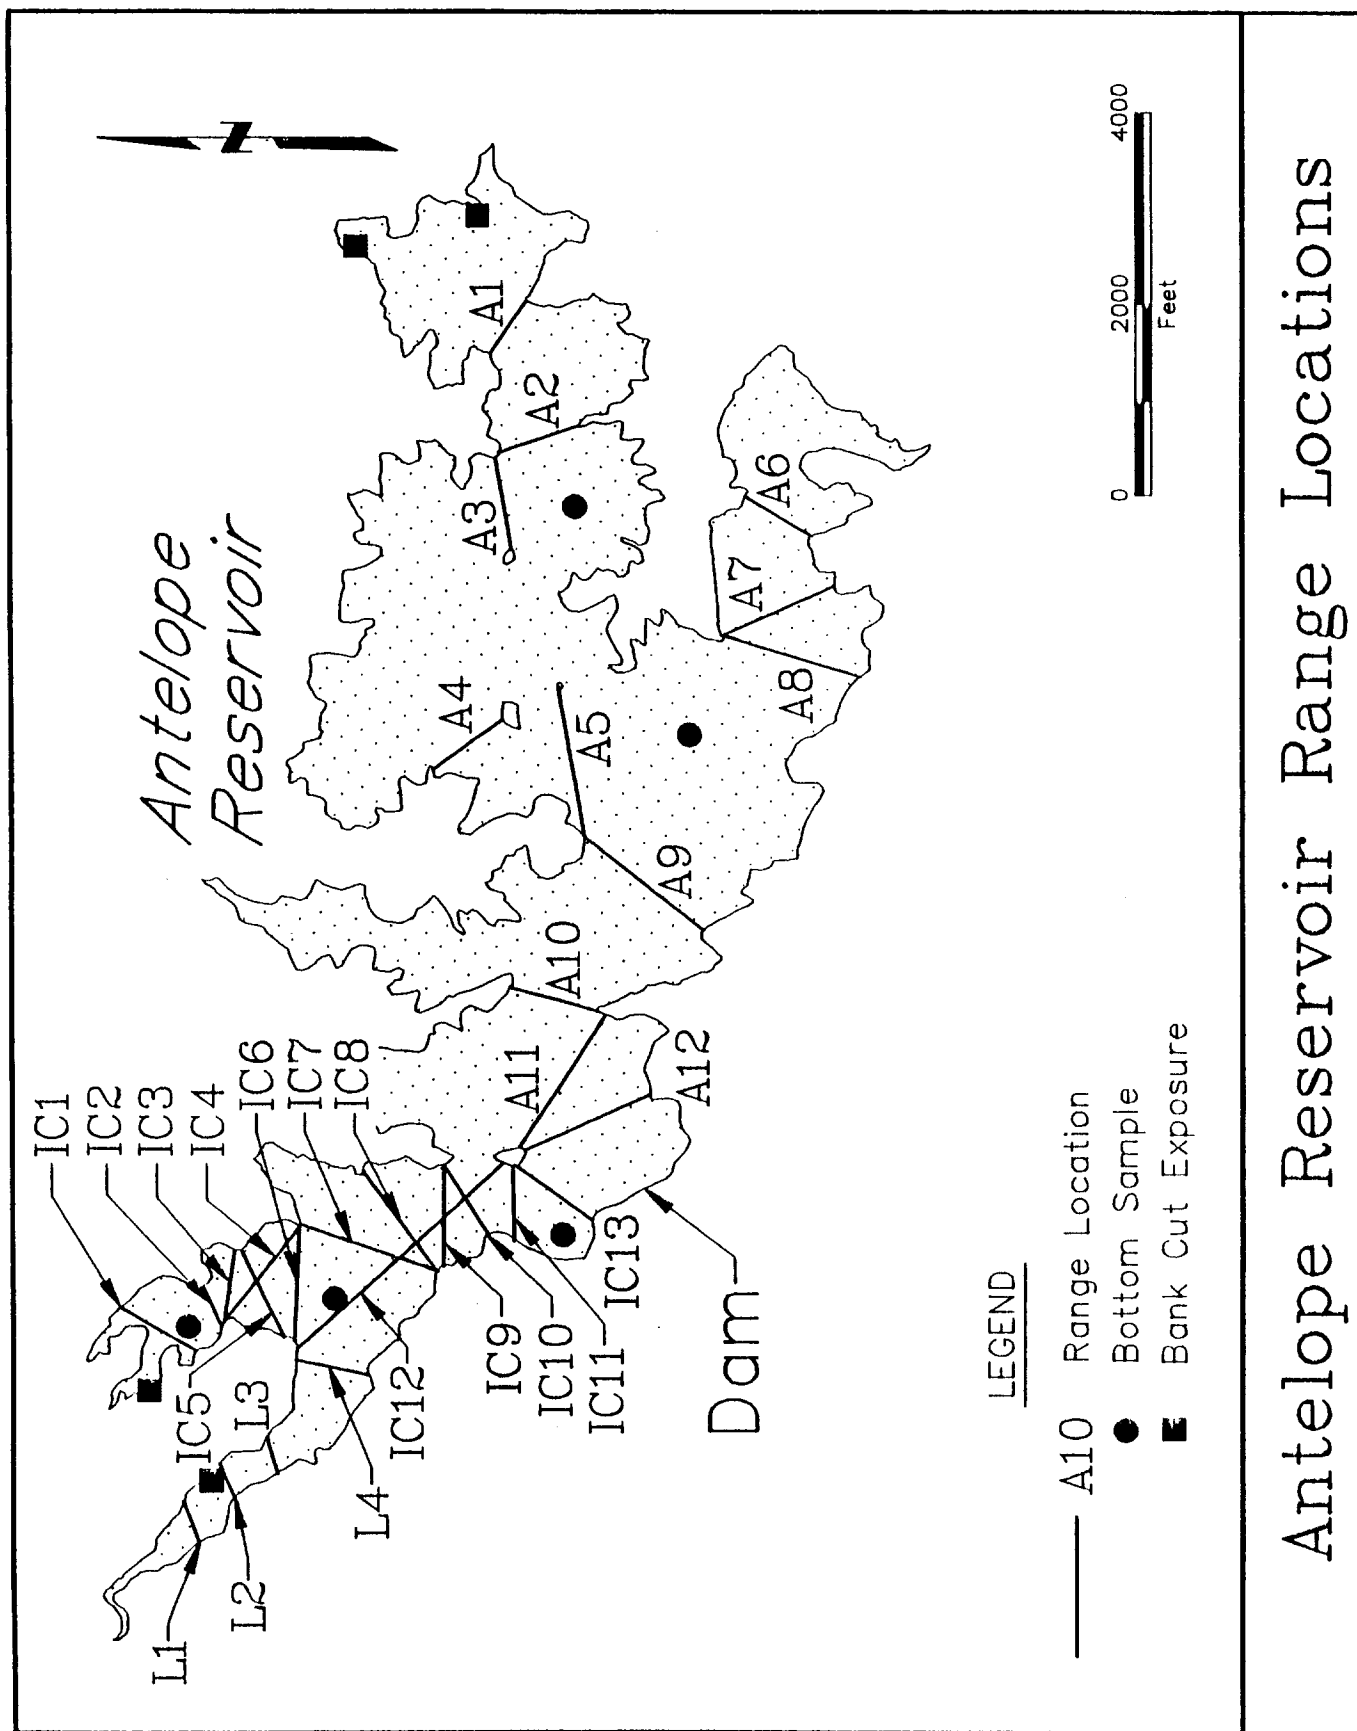 Antelope
Reservoir
N
IC1
IC2
IC3
IC4
IC6
IC7
IC8
L1
L2
IC5
L3
L4
IC12
IC9
IC10
IC11
IC13
A11
A12
A10
A9
A4
A5
A3
A2
A1
A8
A7
A6
Dam
LEGEND
A10 Range Location
Bottom Sample
Bank Cut Exposure
0 2000 4000
Feet
Antelope Reservoir Range Locations